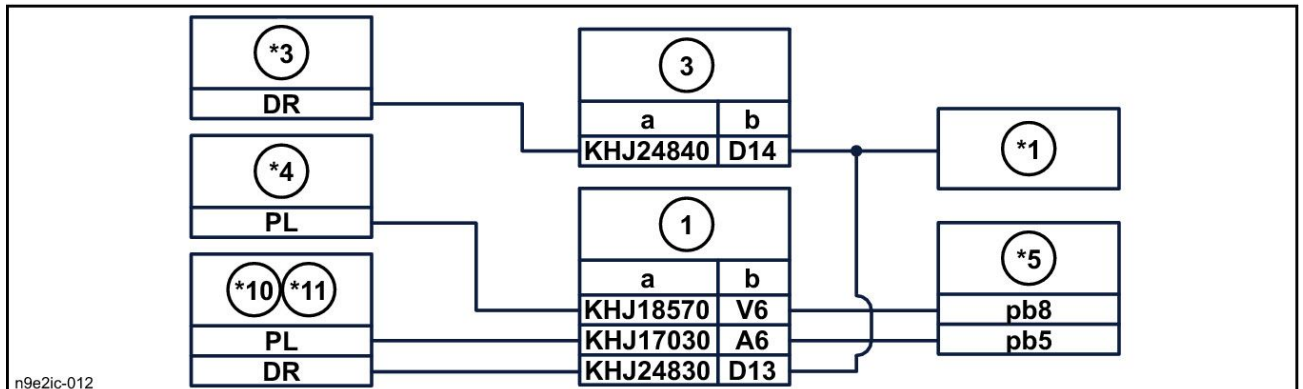 *3
DR
*4
PL
*10 *11
PL
DR
3
a b
KHJ24840 D14
1
a b
KHJ18570 V6
KHJ17030 A6
KHJ24830 D13
*1
*5
pb8
pb5
n9e2ic-012